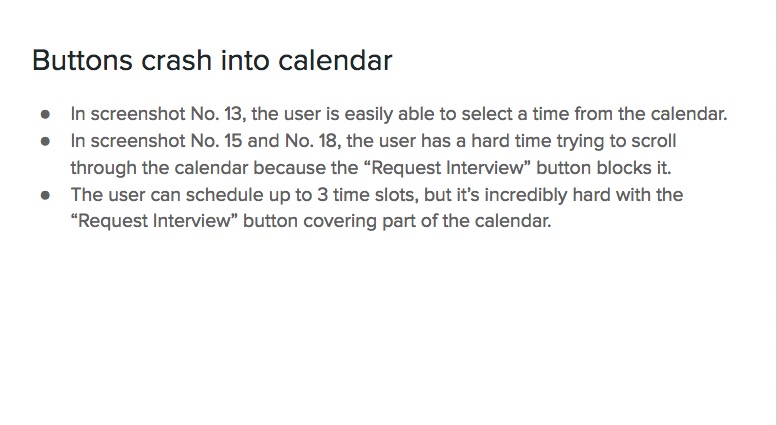 Buttons crash into calendar
● In screenshot No. 13, the user is easily able to select a time from the calendar.
● In screenshot No. 15 and No. 18, the user has a hard time trying to scroll
through the calendar because the “Request Interview” button blocks it.
● The user can schedule up to 3 time slots, but it’s incredibly hard with the
“Request Interview” button covering part of the calendar.